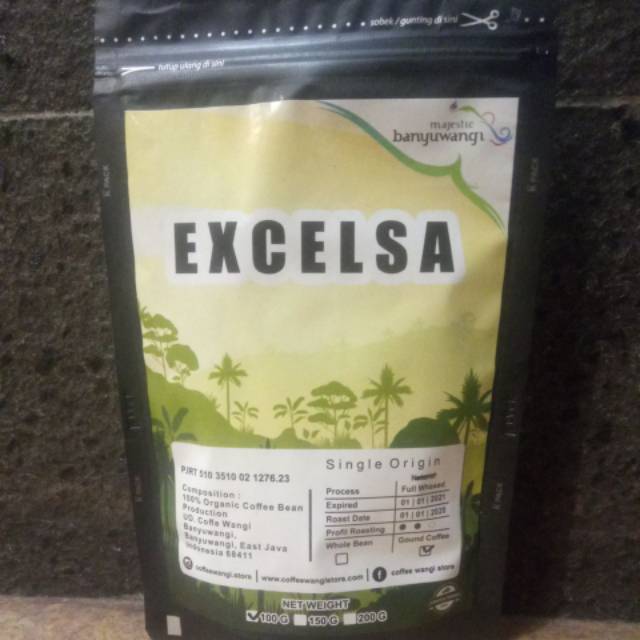 sobek / gunting di sini
tutup ulang di sini
majestic
banyuwangi
EXCELSA
PJRT 510 3510 02 1276.23
Composition :
100% Organic Coffee Bean
Production
UD. Coffe Wangi
Banyuwangi,
Banyuwangi, East Java
Indonesia 68411
Single Origin
Process Full Washed
Expired 01 | 01 | 2021
Roast Date 01 | 01 | 2020
Profil Roasting
Whole Bean Gound Coffee
coffeewangi.store | www.coffeewangistore.com | coffee wangi store
NET WEIGHT
100 G 150 G 200 G